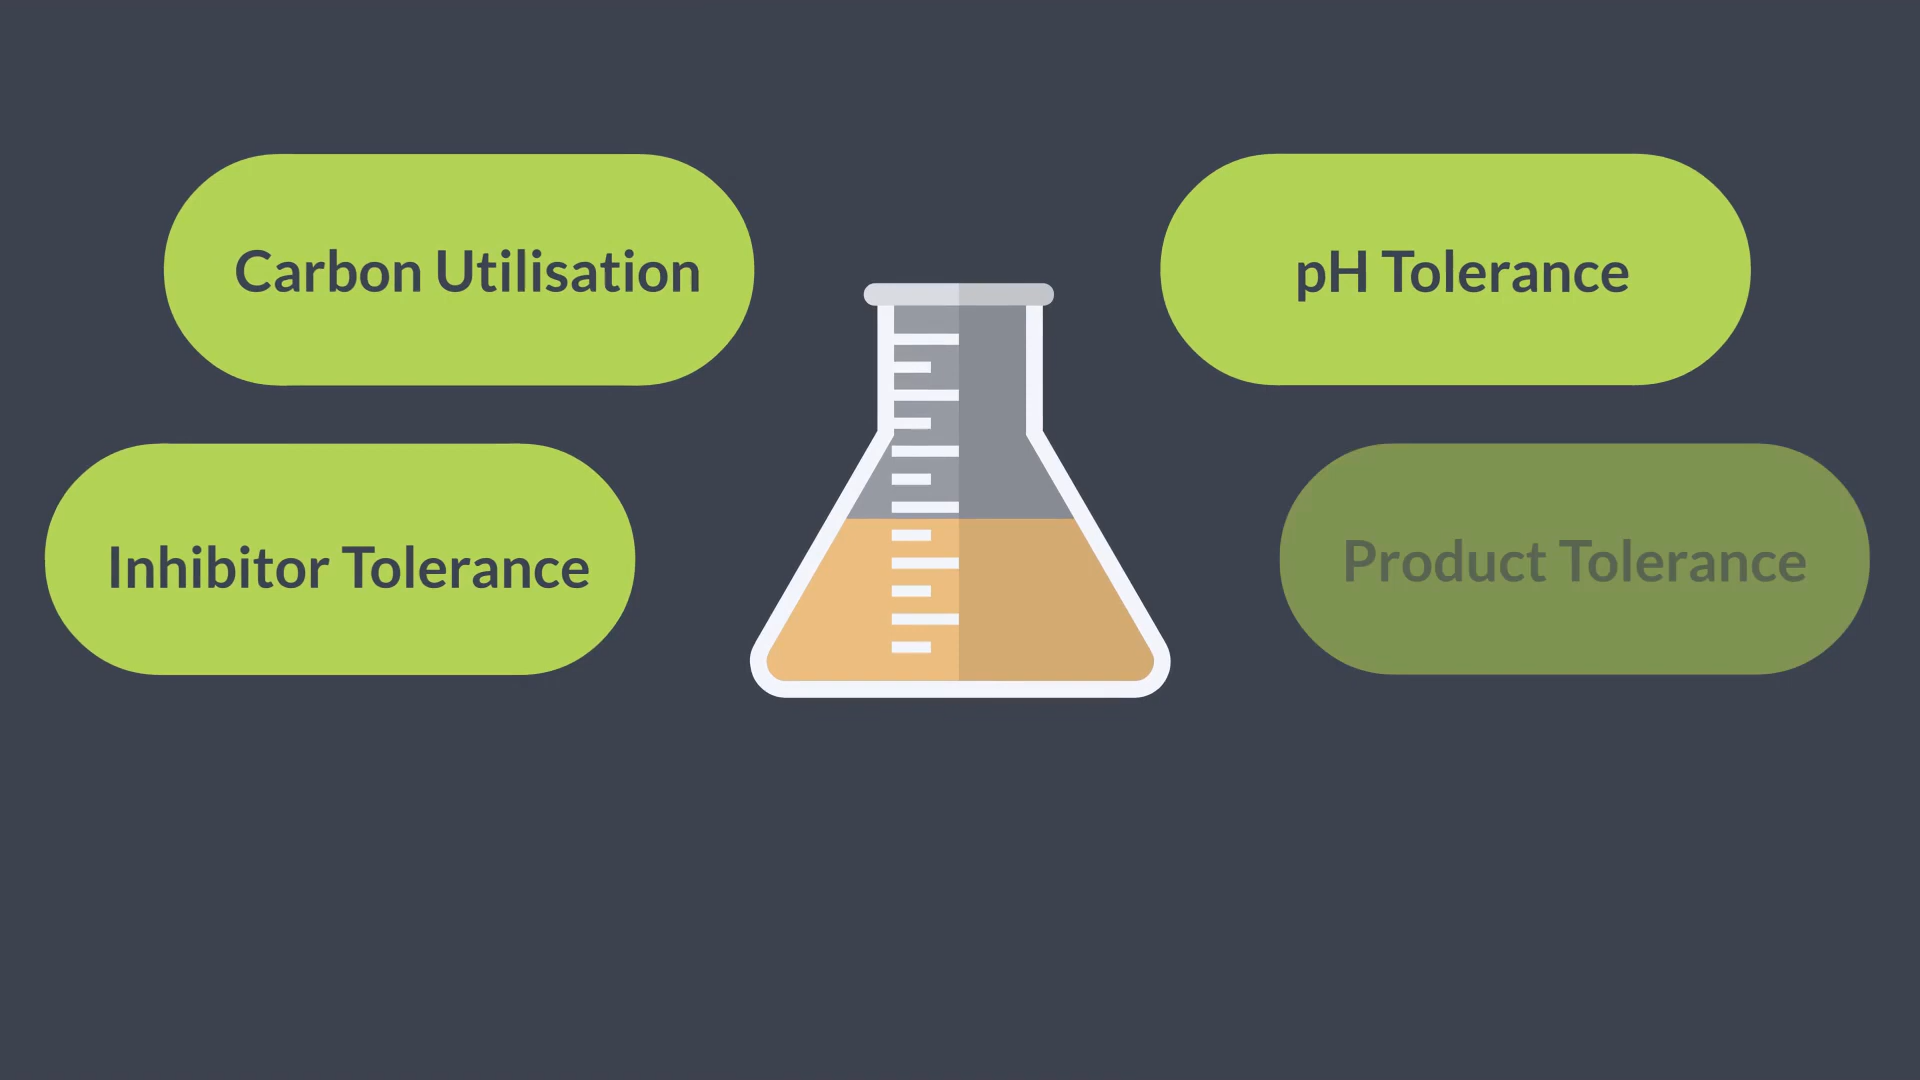 Carbon Utilisation
pH Tolerance
Inhibitor Tolerance
Product Tolerance